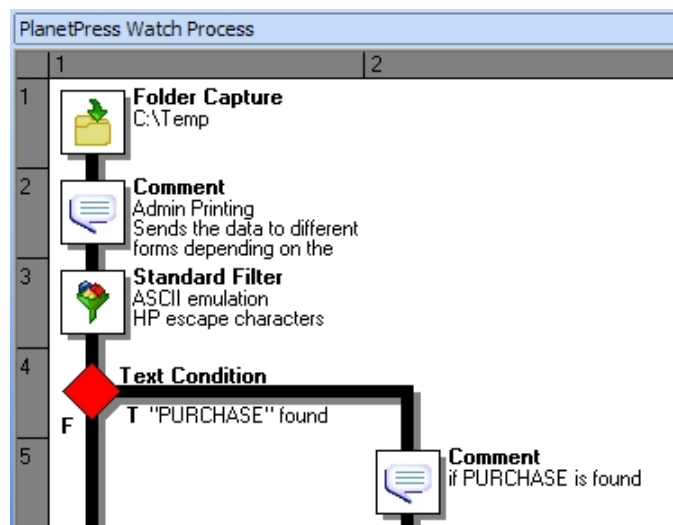 PlanetPress Watch Process
1
2
1
Folder Capture
C:\Temp
2
Comment
Admin Printing
Sends the data to different
forms depending on the
3
Standard Filter
ASCII emulation
HP escape characters
4
Text Condition
F
T "PURCHASE" found
5
Comment
if PURCHASE is found